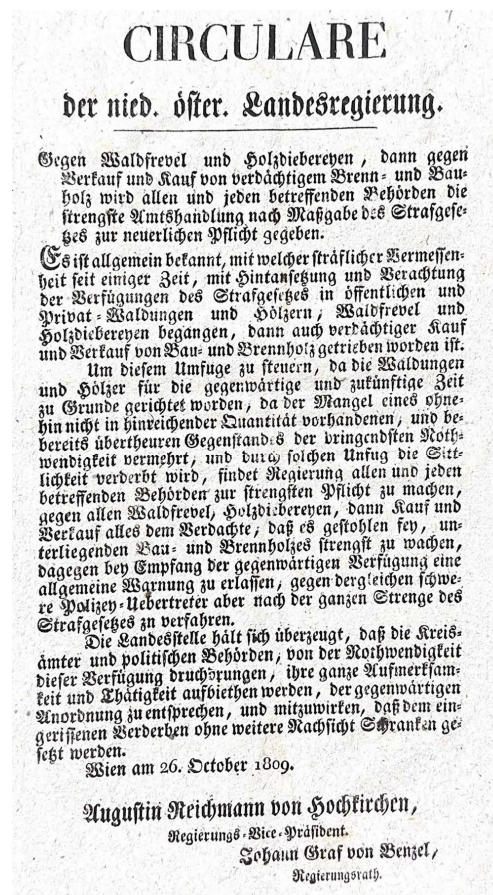 CIRCULARE
der nied. öster. Landesregierung.
Gegen Waldfrevel und Holzdiebereyen, dann gegen
Verkauf und Kauf von verdächtigem Brenn- und Bau-
holz wird allen und jeden betreffenden Behörden die
strengste Amtshandlung nach Maßgabe des Strafgese-
tzes zur neuerlichen Pflicht gegeben.
Es ist allgemein bekannt, mit welcher sträflicher Vermessen-
heit seit einiger Zeit, mit Hintansetzung und Verachtung
der Verfügungen des Strafgesetzes in öffentlichen und
Privat-Waldungen und Hölzern, Waldfrevel und
Holzdiebereyen begangen, dann auch verdächtiger Kauf
und Verkauf von Bau- und Brennholz getrieben worden ist.
Um diesem Umfuge zu steuern, da die Waldungen
und Hölzer für die gegenwärtige und zukünftige Zeit
zu Grunde gerichtet worden, da der Mangel eines ohne-
hin nicht in hinreichender Quantität vorhandenen, und be-
bereits übertheuren Gegenstandes der dringendsten Noth-
wendigkeit vermehrt, und durch solchen Unfug die Sitt-
lichkeit verderbt wird, findet Regierung allen und jeden
betreffenden Behörden zur strengsten Pflicht zu machen,
gegen allen Waldfrevel, Holzdiebereyen, dann Kauf und
Verkauf alles dem Verdachte, daß es gestohlen sey, un-
terliegenden Bau- und Brennholzes strengst zu wachen,
dagegen bey Empfang der gegenwärtigen Verfügung eine
allgemeine Warnung zu erlassen, gegen dergleichen schwe-
re Polizey-Uebertreter aber nach der ganzen Strenge des
Strafgesetzes zu verfahren.
Die Landesstelle hält sich überzeugt, daß die Kreis-
ämter und politischen Behörden, von der Nothwendigkeit
dieser Verfügung druchdrungen, ihre ganze Aufmerksam-
keit und Thätigkeit aufbiethen werden, der gegenwärtigen
Anordnung zu entsprechen, und mitzuwirken, daß dem ein-
gerissenen Verderben ohne weitere Nachsicht Schranken ge-
setzt werden.
Wien am 26. October 1809.
Augustin Reichmann von Hochkirchen,
Regierungs-Vice-Präsident.
Johann Graf von Benzel,
Regierungsrath.